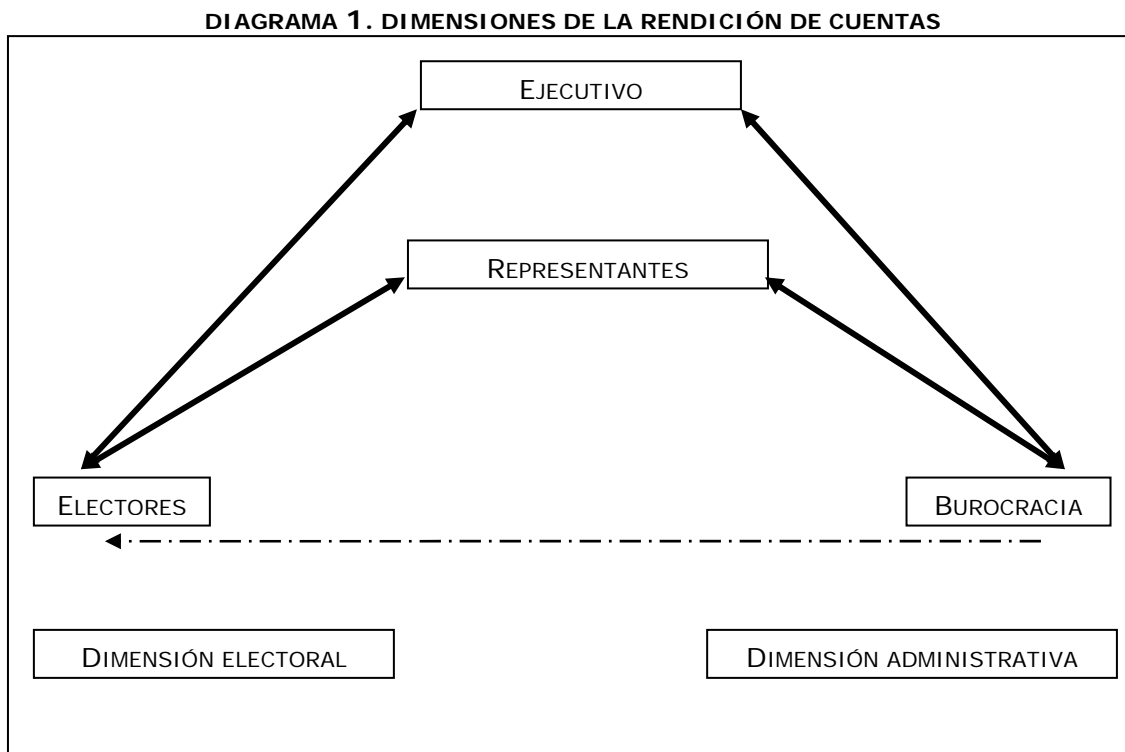 DIAGRAMA 1. DIMENSIONES DE LA RENDICIÓN DE CUENTAS
EJECUTIVO
REPRESENTANTES
ELECTORES
BUROCRACIA
DIMENSIÓN ELECTORAL
DIMENSIÓN ADMINISTRATIVA